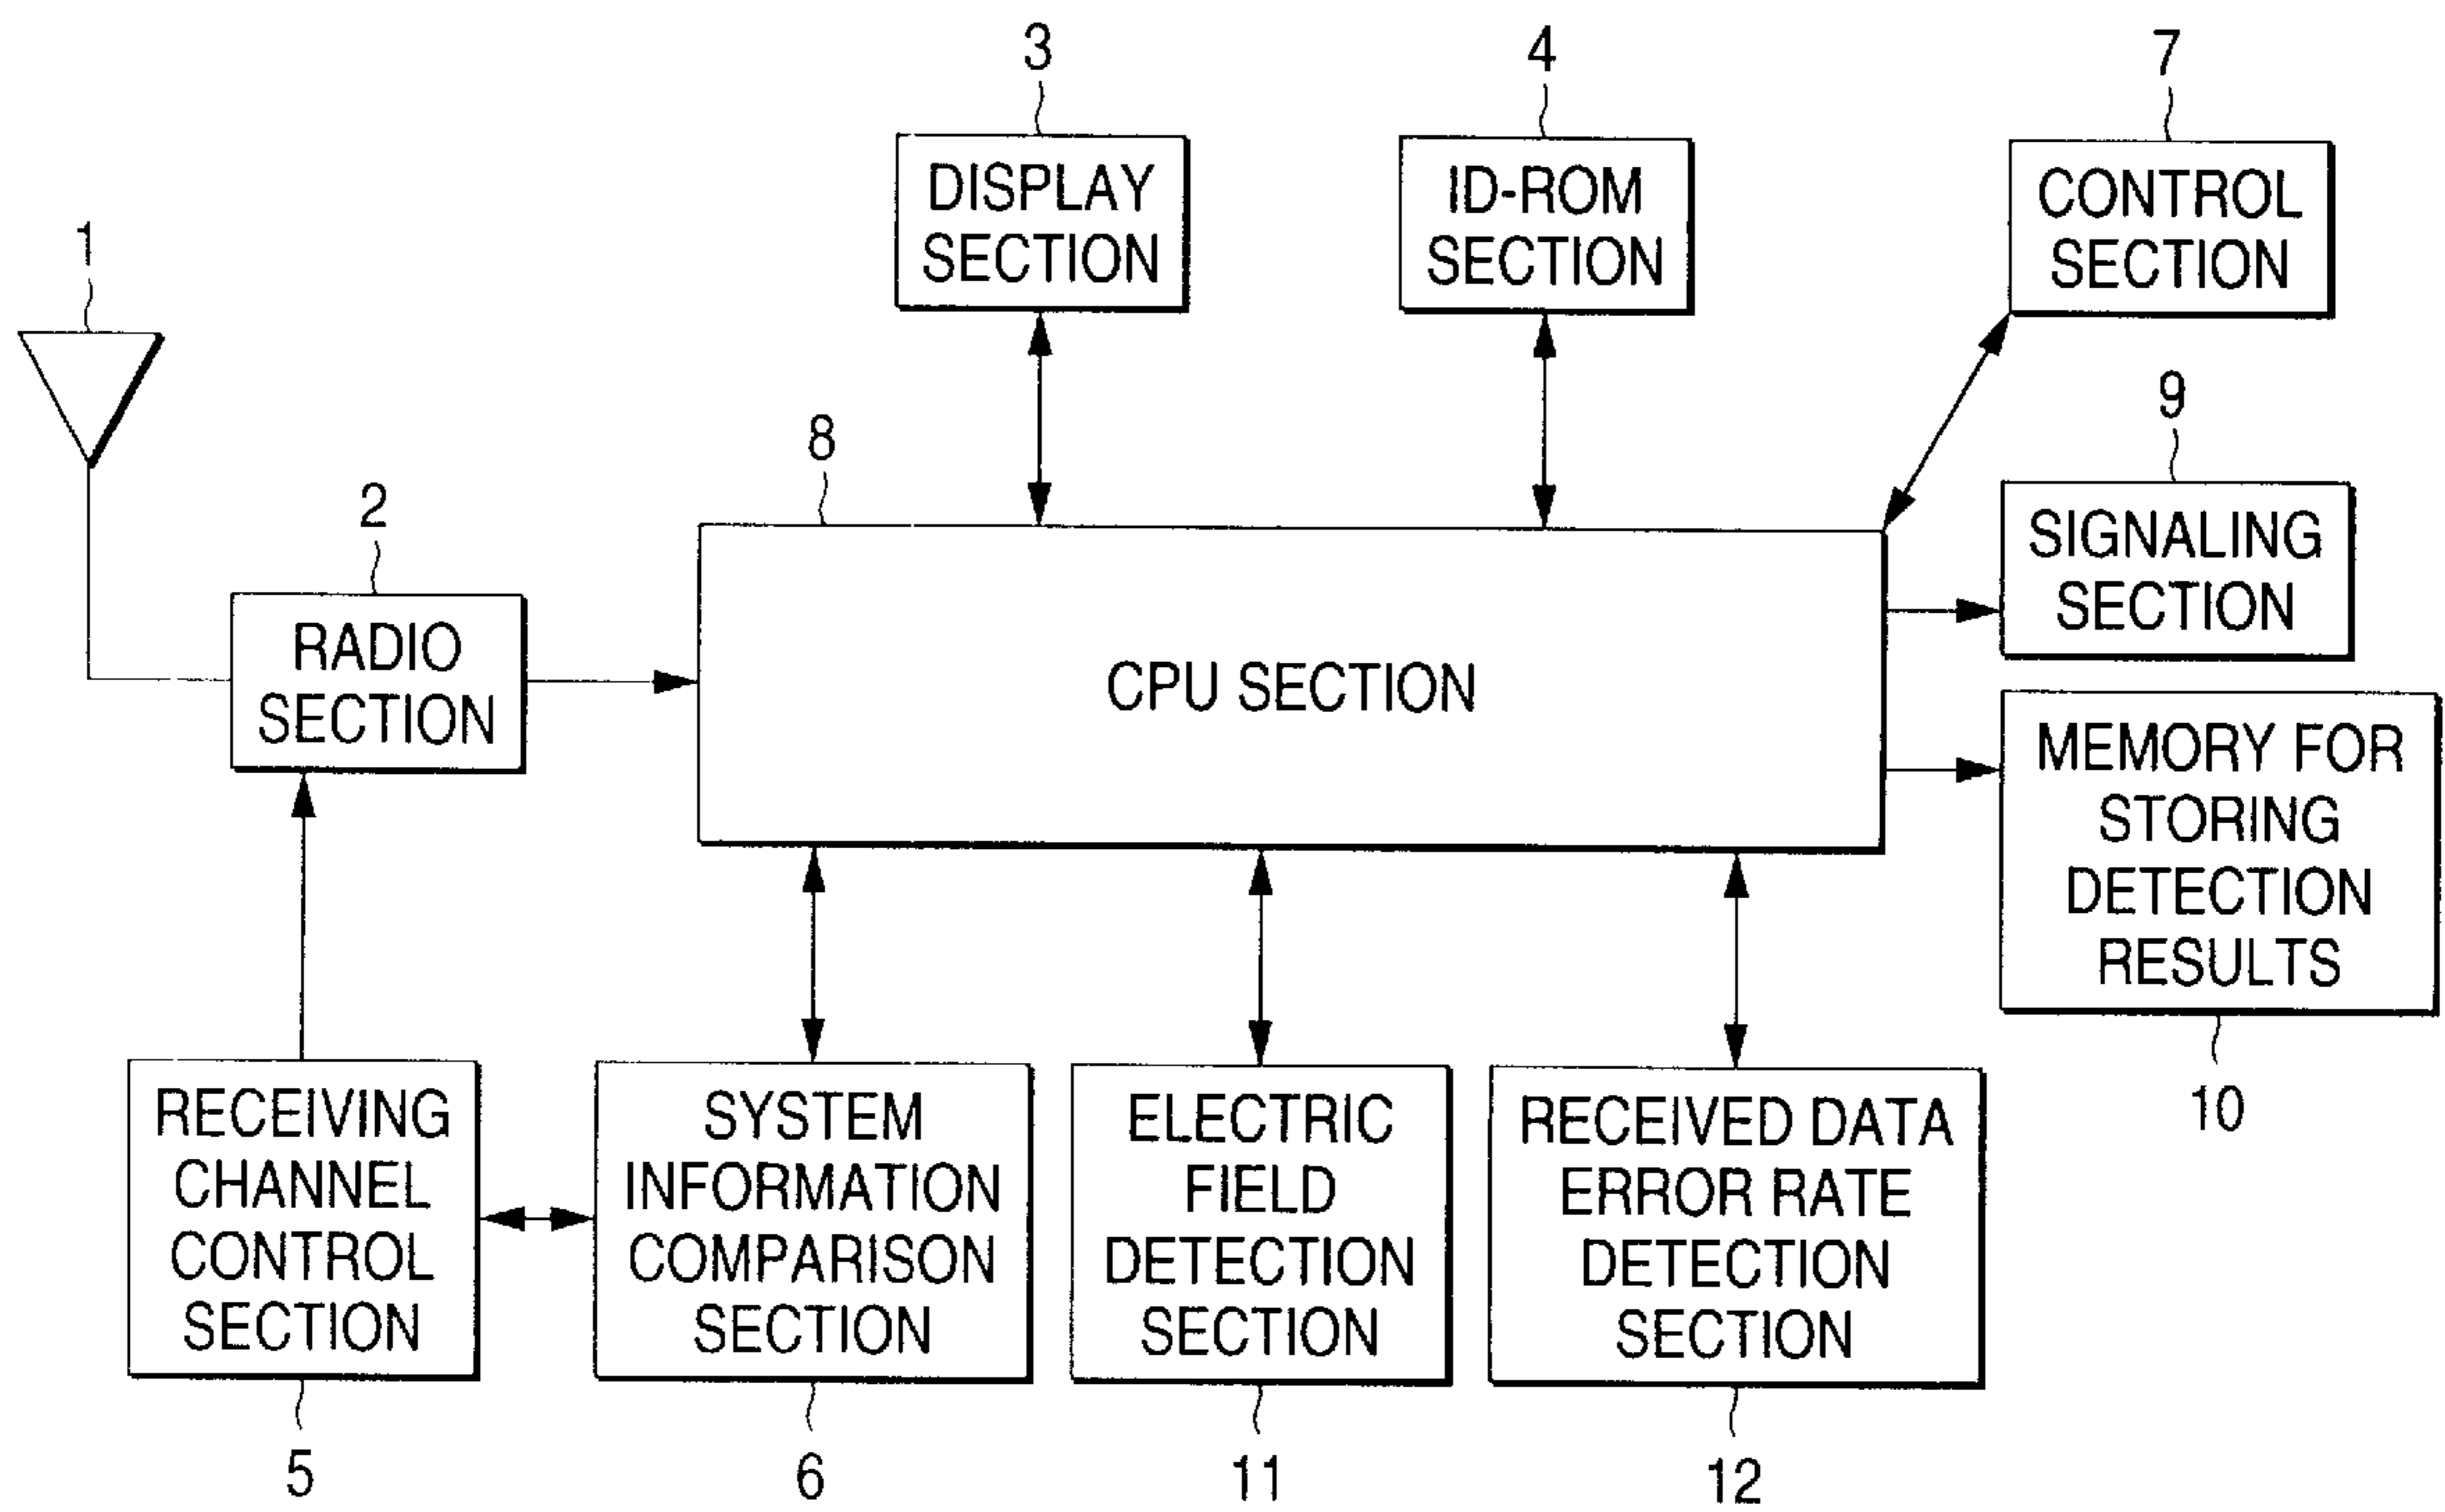 3
4
7
DISPLAY
SECTION
ID-ROM
SECTION
CONTROL
SECTION
1
9
8
2
SIGNALING
SECTION
RADIO
SECTION
CPU SECTION
MEMORY FOR
STORING
DETECTION
RESULTS
10
RECEIVING
CHANNEL
CONTROL
SECTION
SYSTEM
INFORMATION
COMPARISON
SECTION
ELECTRIC
FIELD
DETECTION
SECTION
RECEIVED DATA
ERROR RATE
DETECTION
SECTION
5
6
11
12